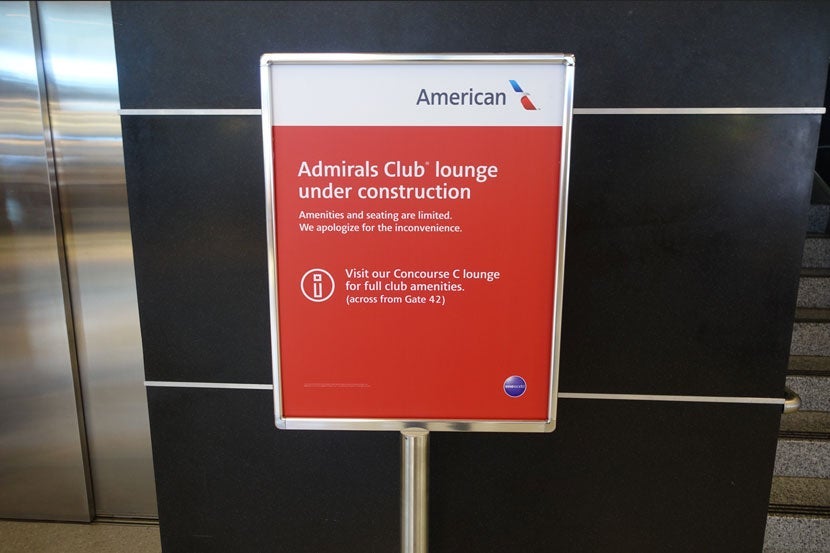 American
Admirals Club® lounge
under construction
Amenities and seating are limited.
We apologize for the inconvenience.
Visit our Concourse C lounge
for full club amenities.
(across from Gate 42)
oneworld